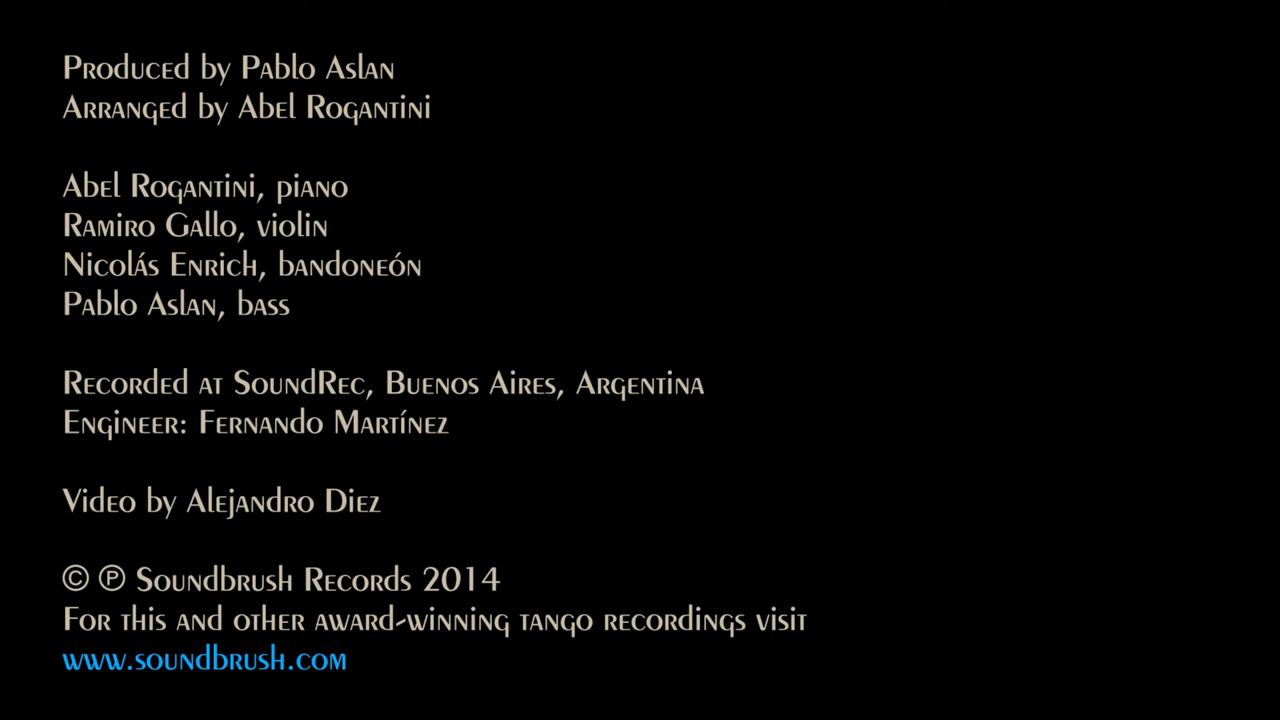 Produced by Pablo Aslan
Arranged by Abel Rogantini
Abel Rogantini, piano
Ramiro Gallo, violin
Nicolás Enrich, bandoneón
Pablo Aslan, bass
Recorded at SoundRec, Buenos Aires, Argentina
Engineer: Fernando Martínez
Video by Alejandro Diez
© ℗ Soundbrush Records 2014
For this and other award-winning tango recordings visit
www.soundbrush.com